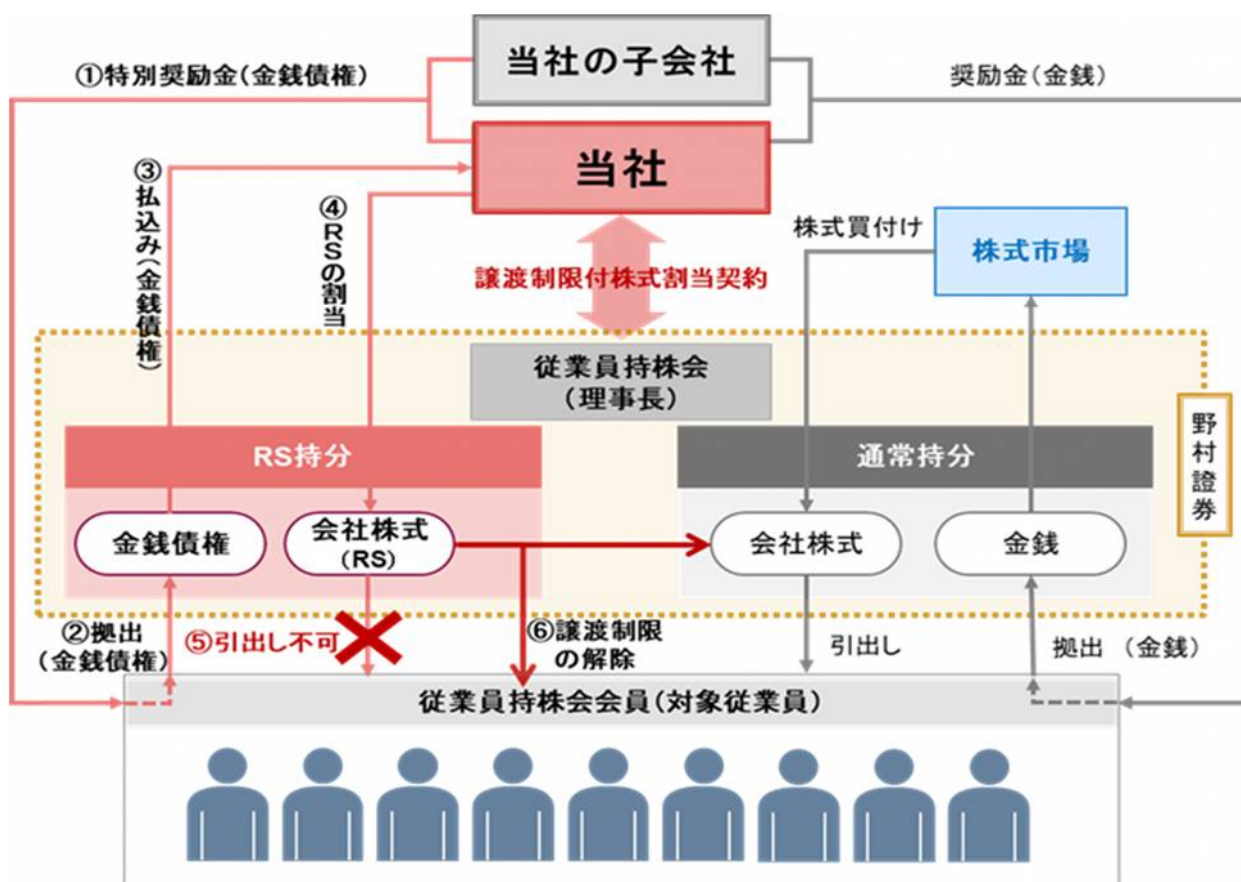 当社の子会社
①特別奨励金(金銭債権)
奨励金(金銭)
当社
③払込み(金銭債権)
④RSの割当
株式買付け
株式市場
譲渡制限付株式割当契約
従業員持株会
(理事長)
野村證券
RS持分
通常持分
金銭債権
会社株式
(RS)
会社株式
金銭
②拠出
(金銭債権)
⑤引出し不可
⑥譲渡制限
の解除
引出し
拠出 (金銭)
従業員持株会会員(対象従業員)